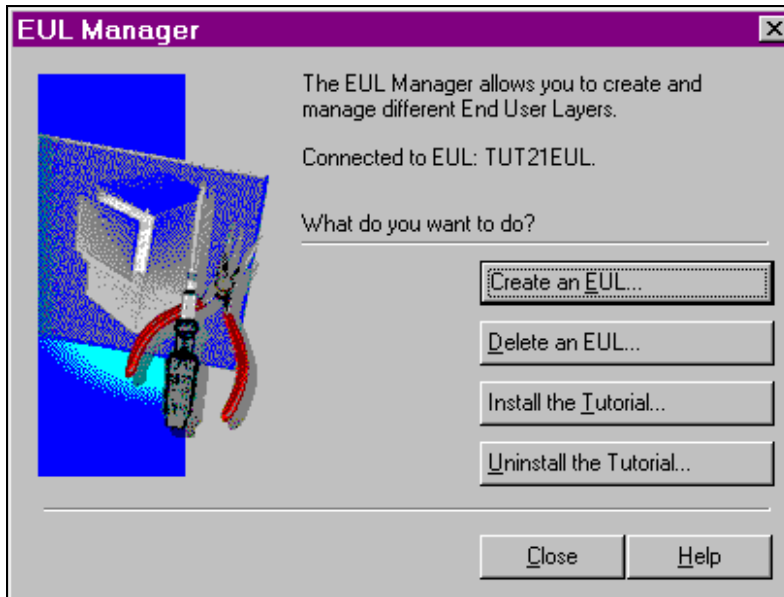 EUL Manager
The EUL Manager allows you to create and
manage different End User Layers.
Connected to EUL: TUT21EUL.
What do you want to do?
Create an EUL...
Delete an EUL...
Install the Tutorial...
Uninstall the Tutorial...
Close
Help